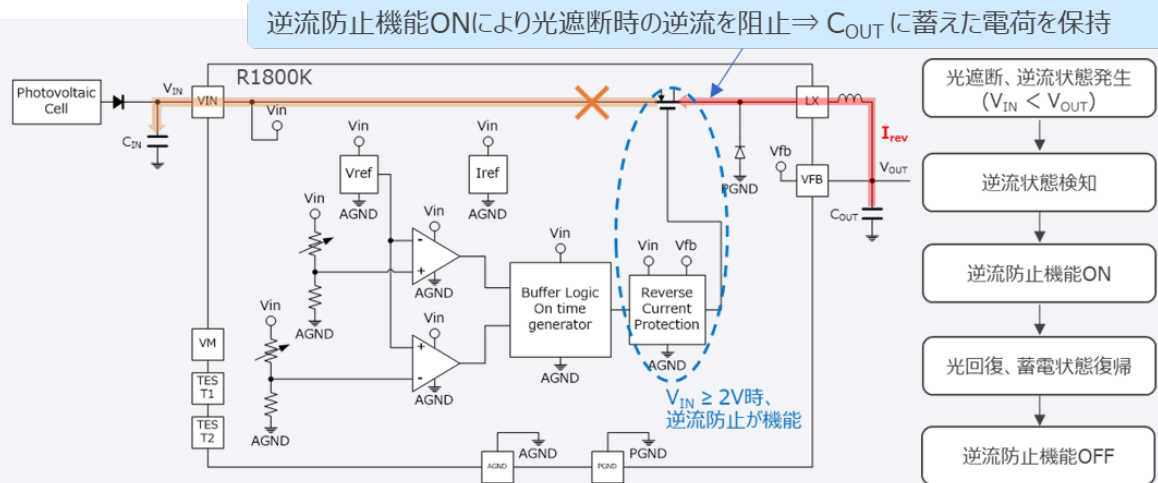 逆流防止機能ONにより光遮断時の逆流を阻止⇒ COUT に蓄えた電荷を保持
R1800K
Photovoltaic
Cell
VIN
VIN
CIN
Vin
Vin
Vref
AGND
Vin
Iref
AGND
Vin
AGND
Vin
-
+
AGND
Vin
AGND
Vin
+
-
AGND
Vin
Buffer Logic
On time
generator
AGND
Vin
Vfb
Reverse
Current
Protection
AGND
VIN ≥ 2V時、
逆流防止が機能
PGND
LX
Vfb
VFB
Irev
VOUT
COUT
VM
TES
T1
TES
T2
AGND
AGND
PGND
PGND
光遮断、逆流状態発生
(VIN < VOUT)
逆流状態検知
逆流防止機能ON
光回復、蓄電状態復帰
逆流防止機能OFF